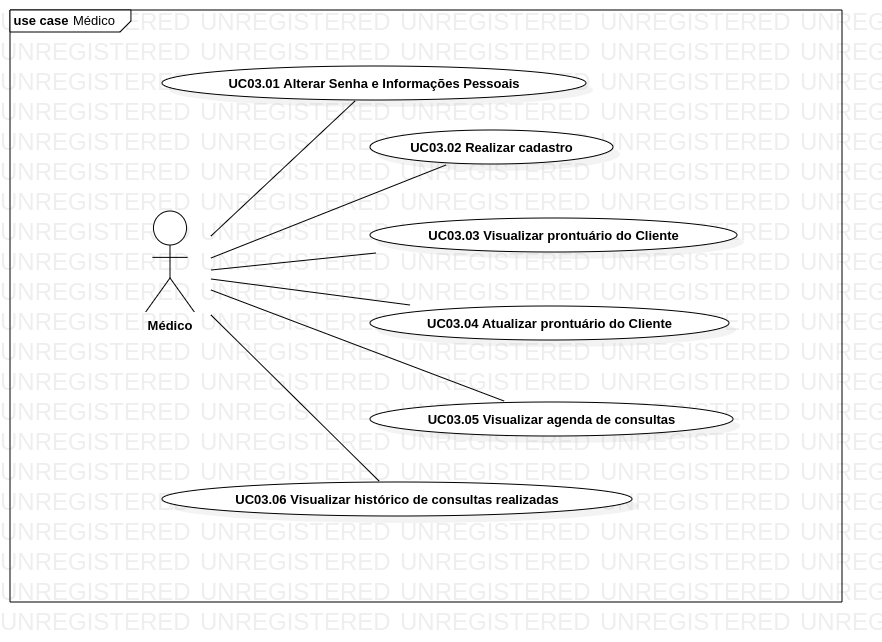 use case Médico
UC03.01 Alterar Senha e Informações Pessoais
UC03.02 Realizar cadastro
UC03.03 Visualizar prontuário do Cliente
UC03.04 Atualizar prontuário do Cliente
Médico
UC03.05 Visualizar agenda de consultas
UC03.06 Visualizar histórico de consultas realizadas
UNREGISTERED